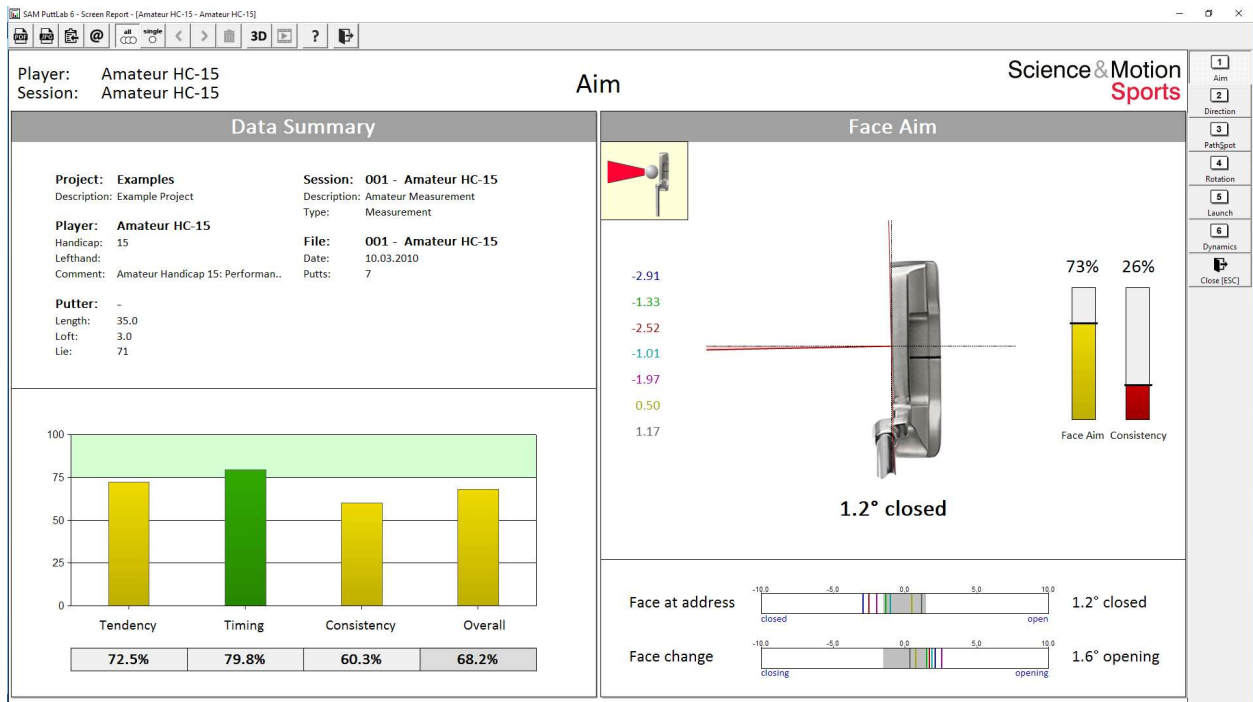 SAM PuttLab 6 - Screen Report - [Amateur HC-15 - Amateur HC-15]
PDF JPG @ all single 3D ?
Player: Amateur HC-15
Session: Amateur HC-15
Aim
Science&Motion
Sports
1
Aim
2
Direction
3
PathSpot
4
Rotation
5
Launch
6
Dynamics
Close [ESC]
Data Summary
Project: Examples
Description: Example Project
Player: Amateur HC-15
Handicap: 15
Lefthand:
Comment: Amateur Handicap 15: Performan..
Putter: -
Length: 35.0
Loft: 3.0
Lie: 71
Session: 001 - Amateur HC-15
Description: Amateur Measurement
Type: Measurement
File: 001 - Amateur HC-15
Date: 10.03.2010
Putts: 7
100
75
50
25
0
Tendency Timing Consistency Overall
72.5% 79.8% 60.3% 68.2%
Face Aim
-2.91
-1.33
-2.52
-1.01
-1.97
0.50
1.17
73% 26%
Face Aim Consistency
1.2° closed
-10,0 -5,0 0,0 5,0 10,0
Face at address 1.2° closed
closed open
-10,0 -5,0 0,0 5,0 10,0
Face change 1.6° opening
closing opening